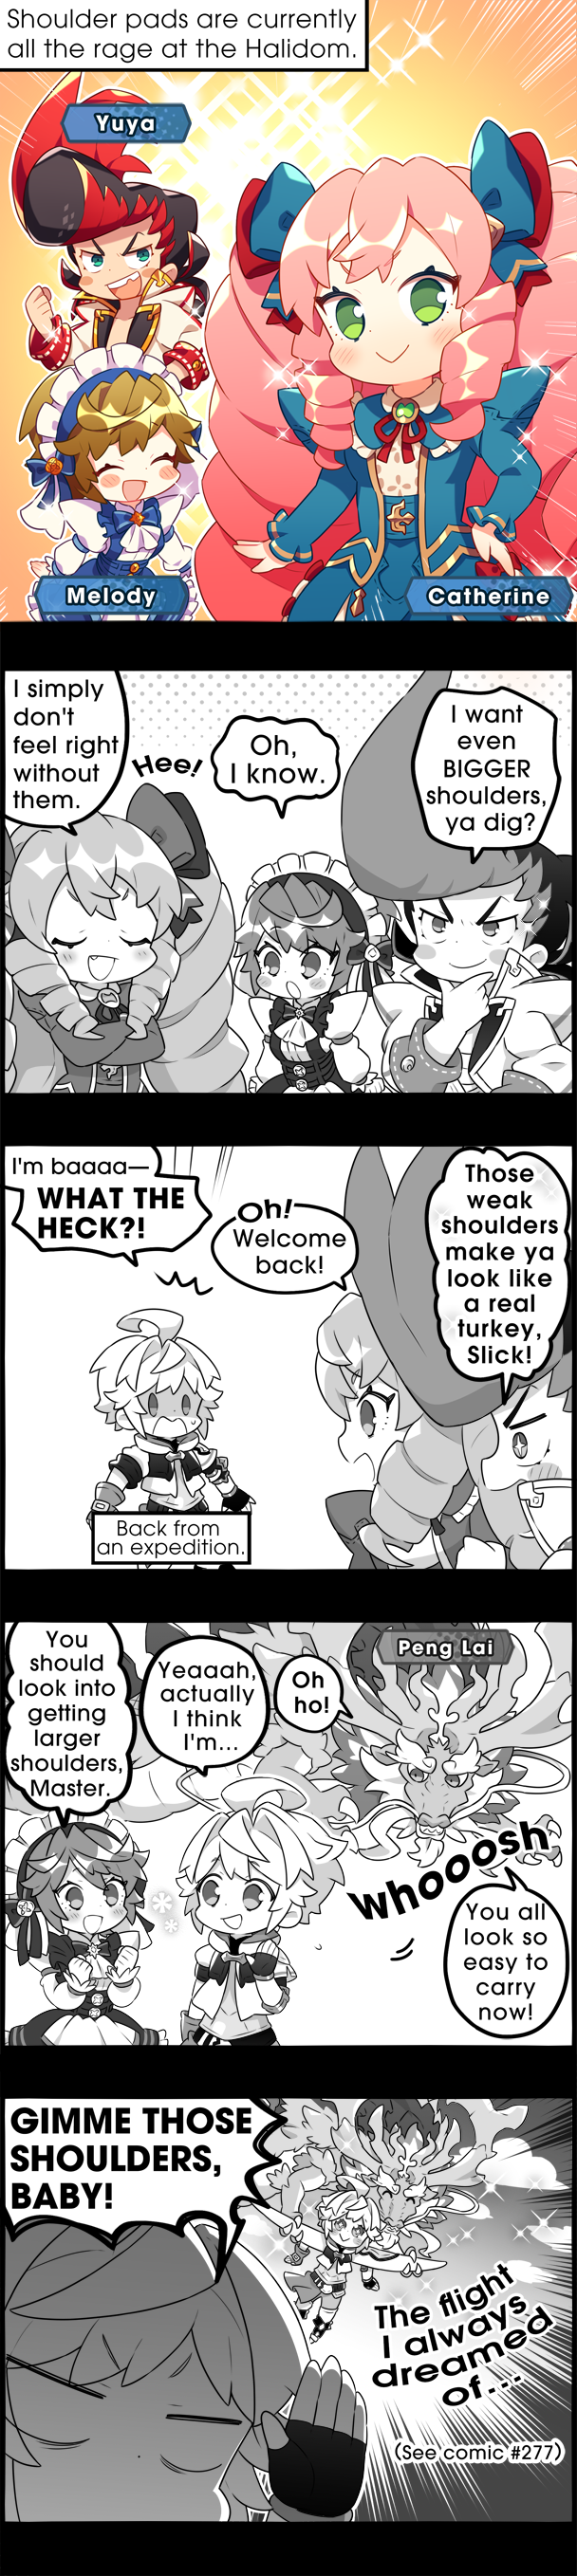 Shoulder pads are currently
all the rage at the Halidom.
Yuya
Melody
Catherine
I simply
don't
feel right
without
them.
Hee!
Oh,
I know.
I want
even
BIGGER
shoulders,
ya dig?
I'm baaaa—
WHAT THE
HECK?!
Oh!
Welcome
back!
Those
weak
shoulders
make ya
look like
a real
turkey,
Slick!
Back from
an expedition.
You
should
look into
getting
larger
shoulders,
Master.
Yeaaah,
actually
I think
I'm...
Oh
ho!
Peng Lai
whooosh
You all
look so
easy to
carry
now!
GIMME THOSE
SHOULDERS,
BABY!
The flight
I always
dreamed
of...
(See comic #277)